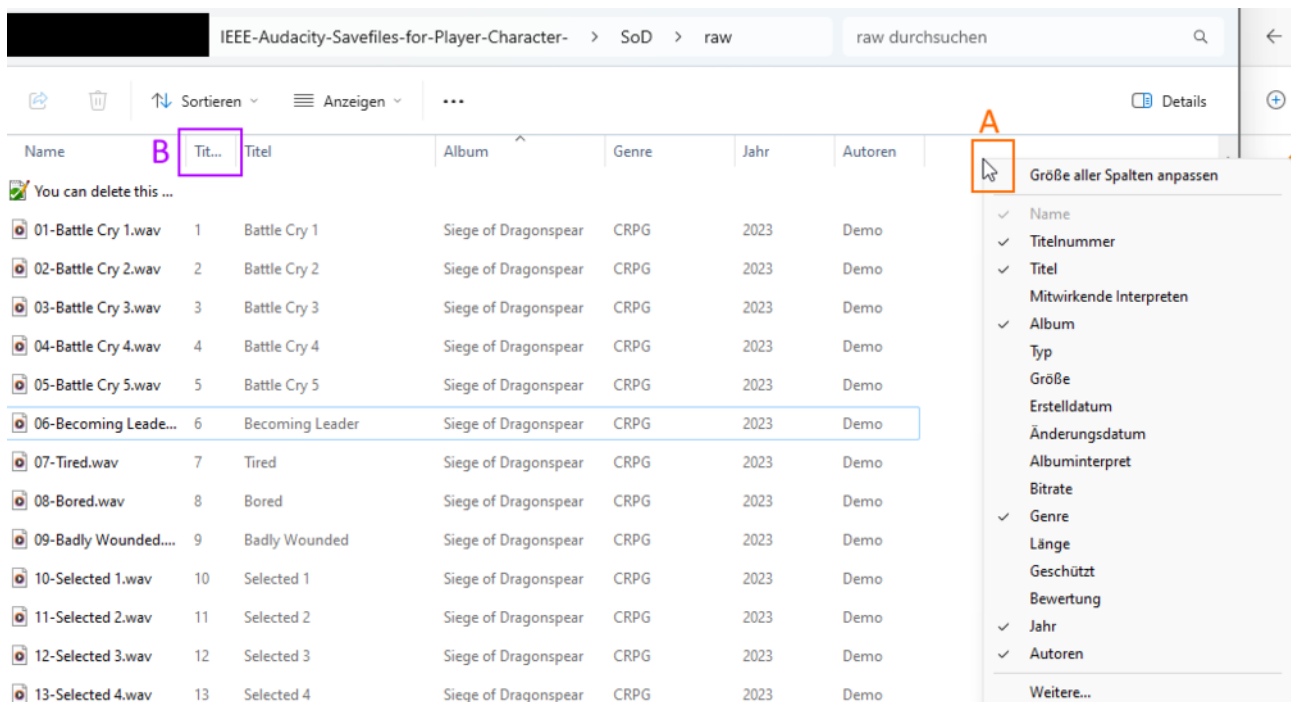 IEEE-Audacity-Savefiles-for-Player-Character- > SoD > raw raw durchsuchen
Sortieren Anzeigen ... Details
A
B
Name Tit... Titel Album Genre Jahr Autoren
You can delete this ...
01-Battle Cry 1.wav 1 Battle Cry 1 Siege of Dragonspear CRPG 2023 Demo
02-Battle Cry 2.wav 2 Battle Cry 2 Siege of Dragonspear CRPG 2023 Demo
03-Battle Cry 3.wav 3 Battle Cry 3 Siege of Dragonspear CRPG 2023 Demo
04-Battle Cry 4.wav 4 Battle Cry 4 Siege of Dragonspear CRPG 2023 Demo
05-Battle Cry 5.wav 5 Battle Cry 5 Siege of Dragonspear CRPG 2023 Demo
06-Becoming Leade... 6 Becoming Leader Siege of Dragonspear CRPG 2023 Demo
07-Tired.wav 7 Tired Siege of Dragonspear CRPG 2023 Demo
08-Bored.wav 8 Bored Siege of Dragonspear CRPG 2023 Demo
09-Badly Wounded.... 9 Badly Wounded Siege of Dragonspear CRPG 2023 Demo
10-Selected 1.wav 10 Selected 1 Siege of Dragonspear CRPG 2023 Demo
11-Selected 2.wav 11 Selected 2 Siege of Dragonspear CRPG 2023 Demo
12-Selected 3.wav 12 Selected 3 Siege of Dragonspear CRPG 2023 Demo
13-Selected 4.wav 13 Selected 4 Siege of Dragonspear CRPG 2023 Demo
Größe aller Spalten anpassen
Name
Titelnummer
Titel
Mitwirkende Interpreten
Album
Typ
Größe
Erstelldatum
Änderungsdatum
Albuminterpret
Bitrate
Genre
Länge
Geschützt
Bewertung
Jahr
Autoren
Weitere...